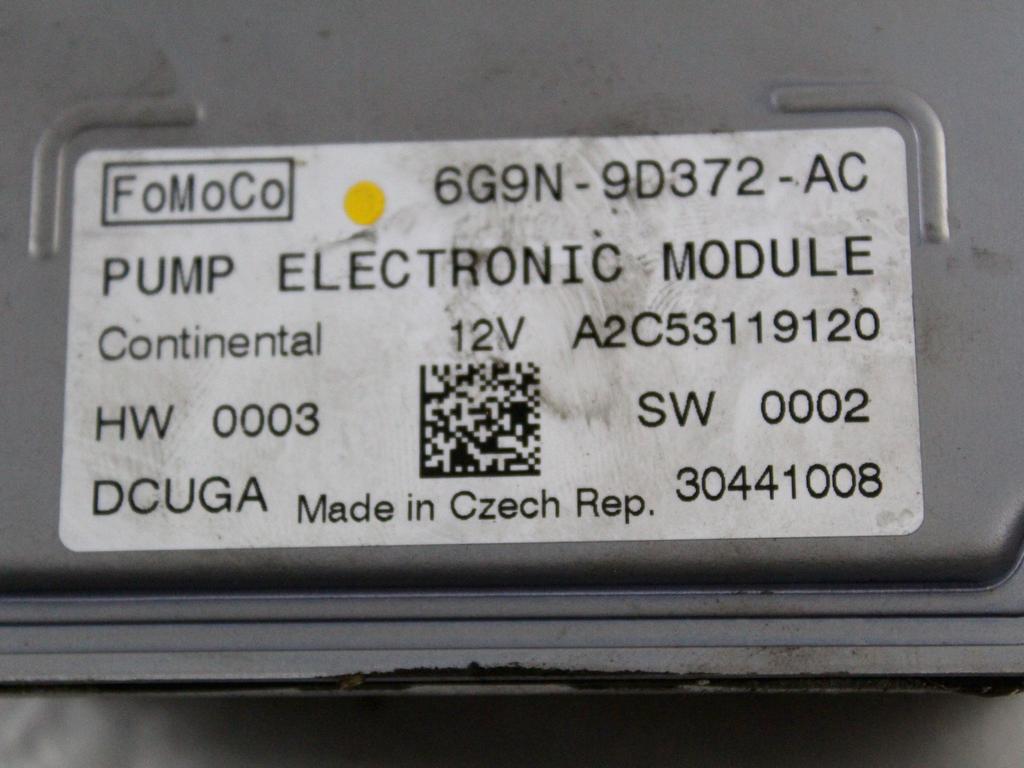 FoMoCo 6G9N-9D372-AC
PUMP ELECTRONIC MODULE
Continental 12V A2C53119120
HW 0003 SW 0002
DCUGA Made in Czech Rep. 30441008